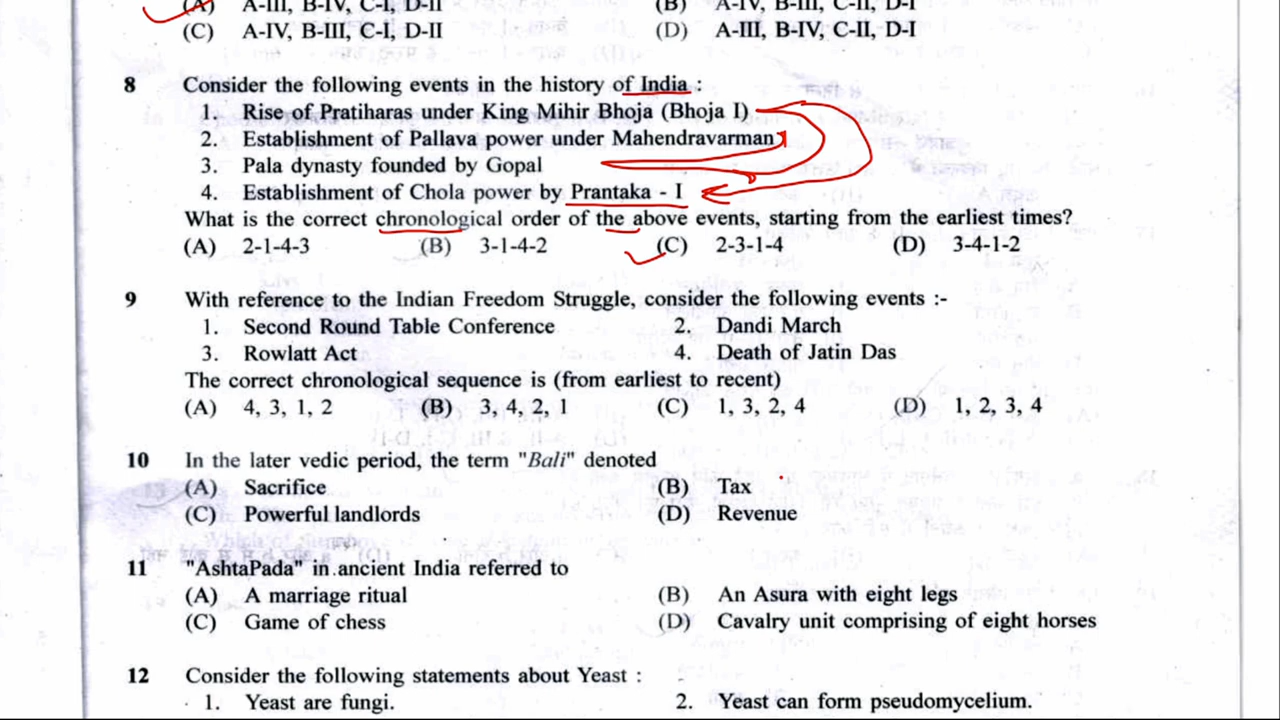 (A) A-III, B-IV, C-I, D-II (B) A-IV, B-III, C-II, D-I
(C) A-IV, B-III, C-I, D-II (D) A-III, B-IV, C-II, D-I
8 Consider the following events in the history of India :
1. Rise of Pratiharas under King Mihir Bhoja (Bhoja I)
2. Establishment of Pallava power under Mahendravarman I
3. Pala dynasty founded by Gopal
4. Establishment of Chola power by Prantaka - I
What is the correct chronological order of the above events, starting from the earliest times?
(A) 2-1-4-3 (B) 3-1-4-2 (C) 2-3-1-4 (D) 3-4-1-2
9 With reference to the Indian Freedom Struggle, consider the following events :-
1. Second Round Table Conference 2. Dandi March
3. Rowlatt Act 4. Death of Jatin Das
The correct chronological sequence is (from earliest to recent)
(A) 4, 3, 1, 2 (B) 3, 4, 2, 1 (C) 1, 3, 2, 4 (D) 1, 2, 3, 4
10 In the later vedic period, the term "Bali" denoted
(A) Sacrifice (B) Tax
(C) Powerful landlords (D) Revenue
11 "AshtaPada" in ancient India referred to
(A) A marriage ritual (B) An Asura with eight legs
(C) Game of chess (D) Cavalry unit comprising of eight horses
12 Consider the following statements about Yeast :
1. Yeast are fungi. 2. Yeast can form pseudomycelium.